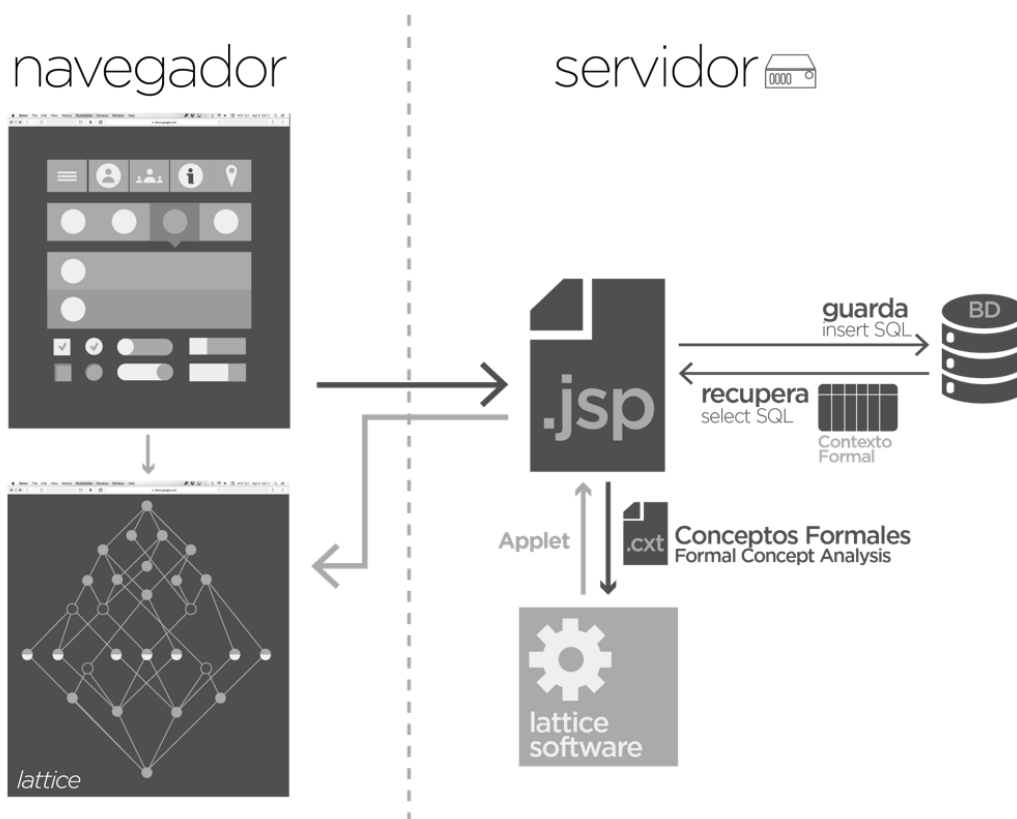 navegador
servidor
.jsp
guarda
insert SQL
BD
recupera
select SQL
Contexto
Formal
Applet
.cxt
Conceptos Formales
Formal Concept Analysis
lattice
software
lattice